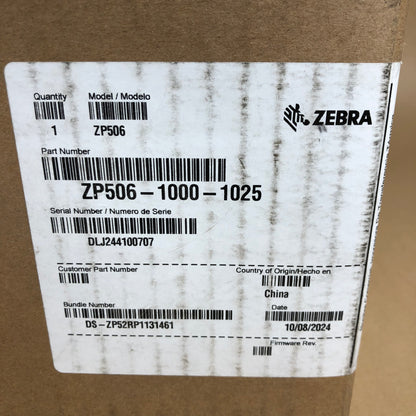 Quantity
Model / Modelo
1
ZP506
ZEBRA
Part Number
ZP506-1000-1025
Serial Number / Numero de Serie
DLJ244100707
Customer Part Number
Country of Origin/Hecho en
China
Bundle Number
DS-ZP52RP1131461
Date
10/08/2024
Firmware Rev.